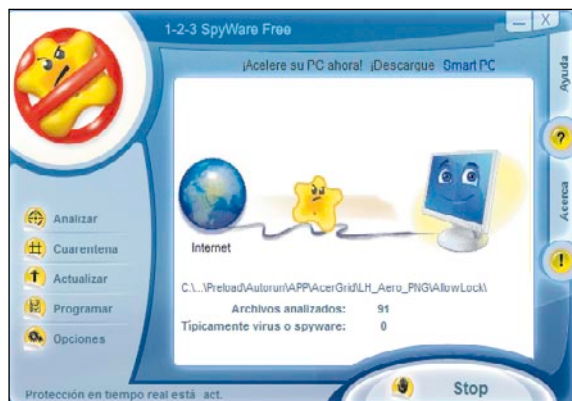 1-2-3 SpyWare Free
¡Acelere su PC ahora! ¡Descarque Smart PC
Ayuda
?
Acerca
!
Analizar
Cuarentena
Actualizar
Programar
Opciones
Internet
C:\...\Preload\Autorun\APP\AcerGrid\LH_Aero_PNG\AllowLock\
Archivos analizados: 91
Típicamente virus o spyware: 0
Protección en tiempo real está act.
Stop